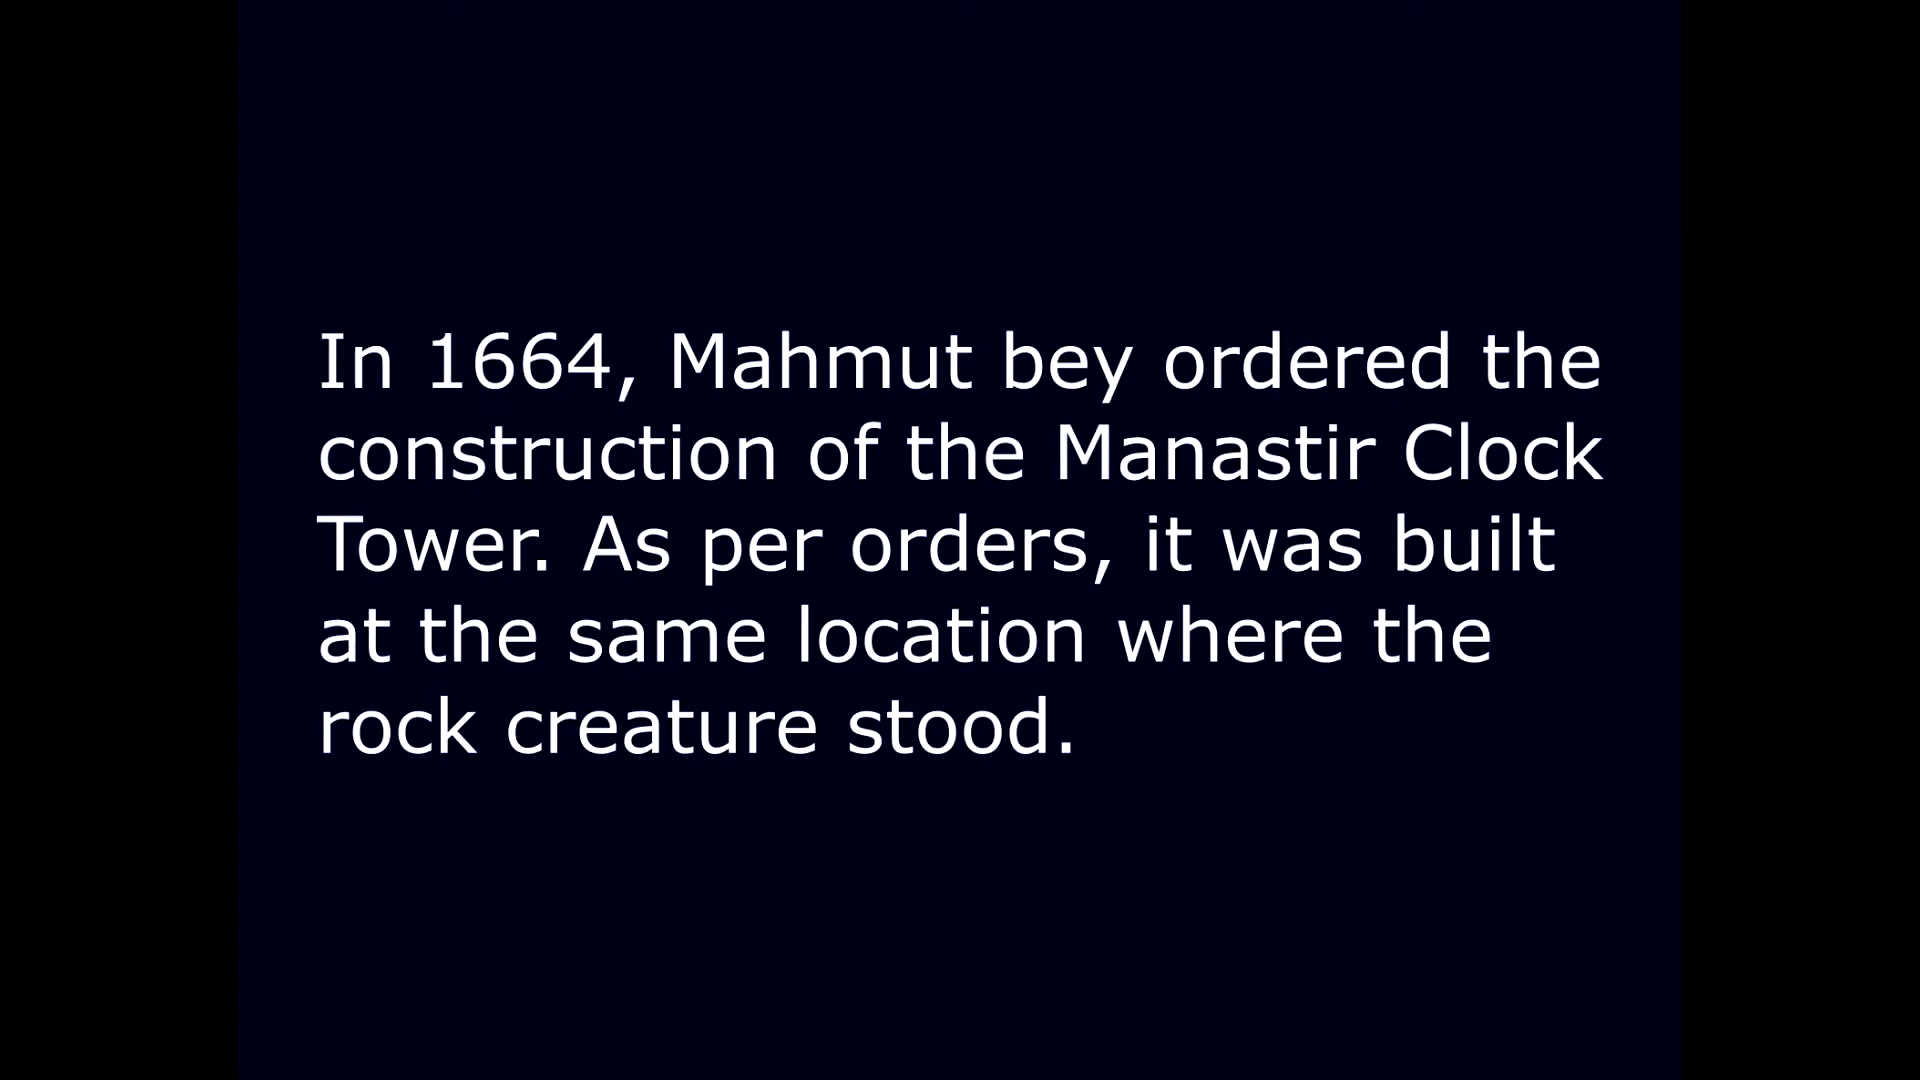 In 1664, Mahmut bey ordered the
construction of the Manastir Clock
Tower. As per orders, it was built
at the same location where the
rock creature stood.